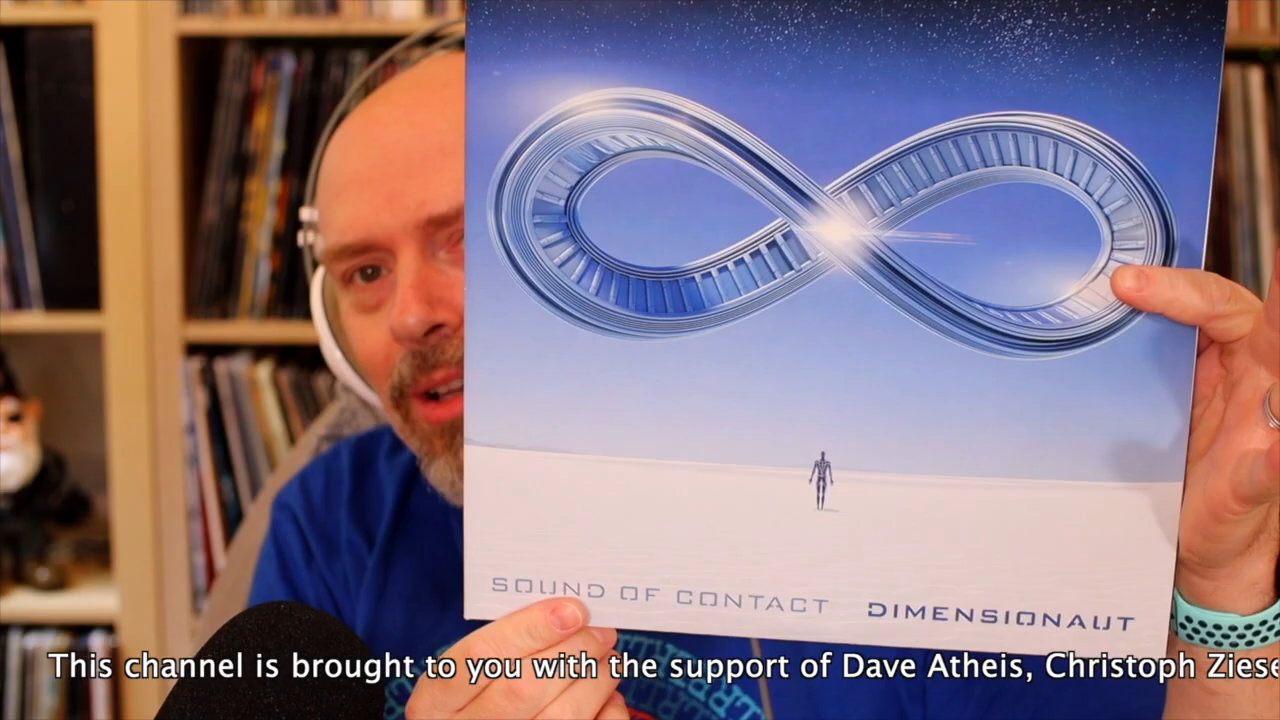 SOUND OF CONTACT DIMENSIONAUT
This channel is brought to you with the support of Dave Atheis, Christoph Ziese